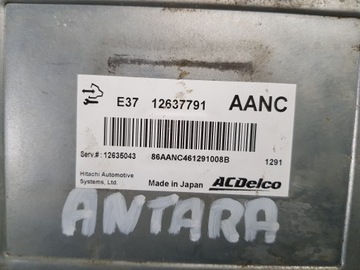 E37 12637791 AANC
Serv.#: 12635043 86AANC461291008B 1291
Hitachi Automotive
Systems, Ltd. Made in Japan ACDelco
ANTARA